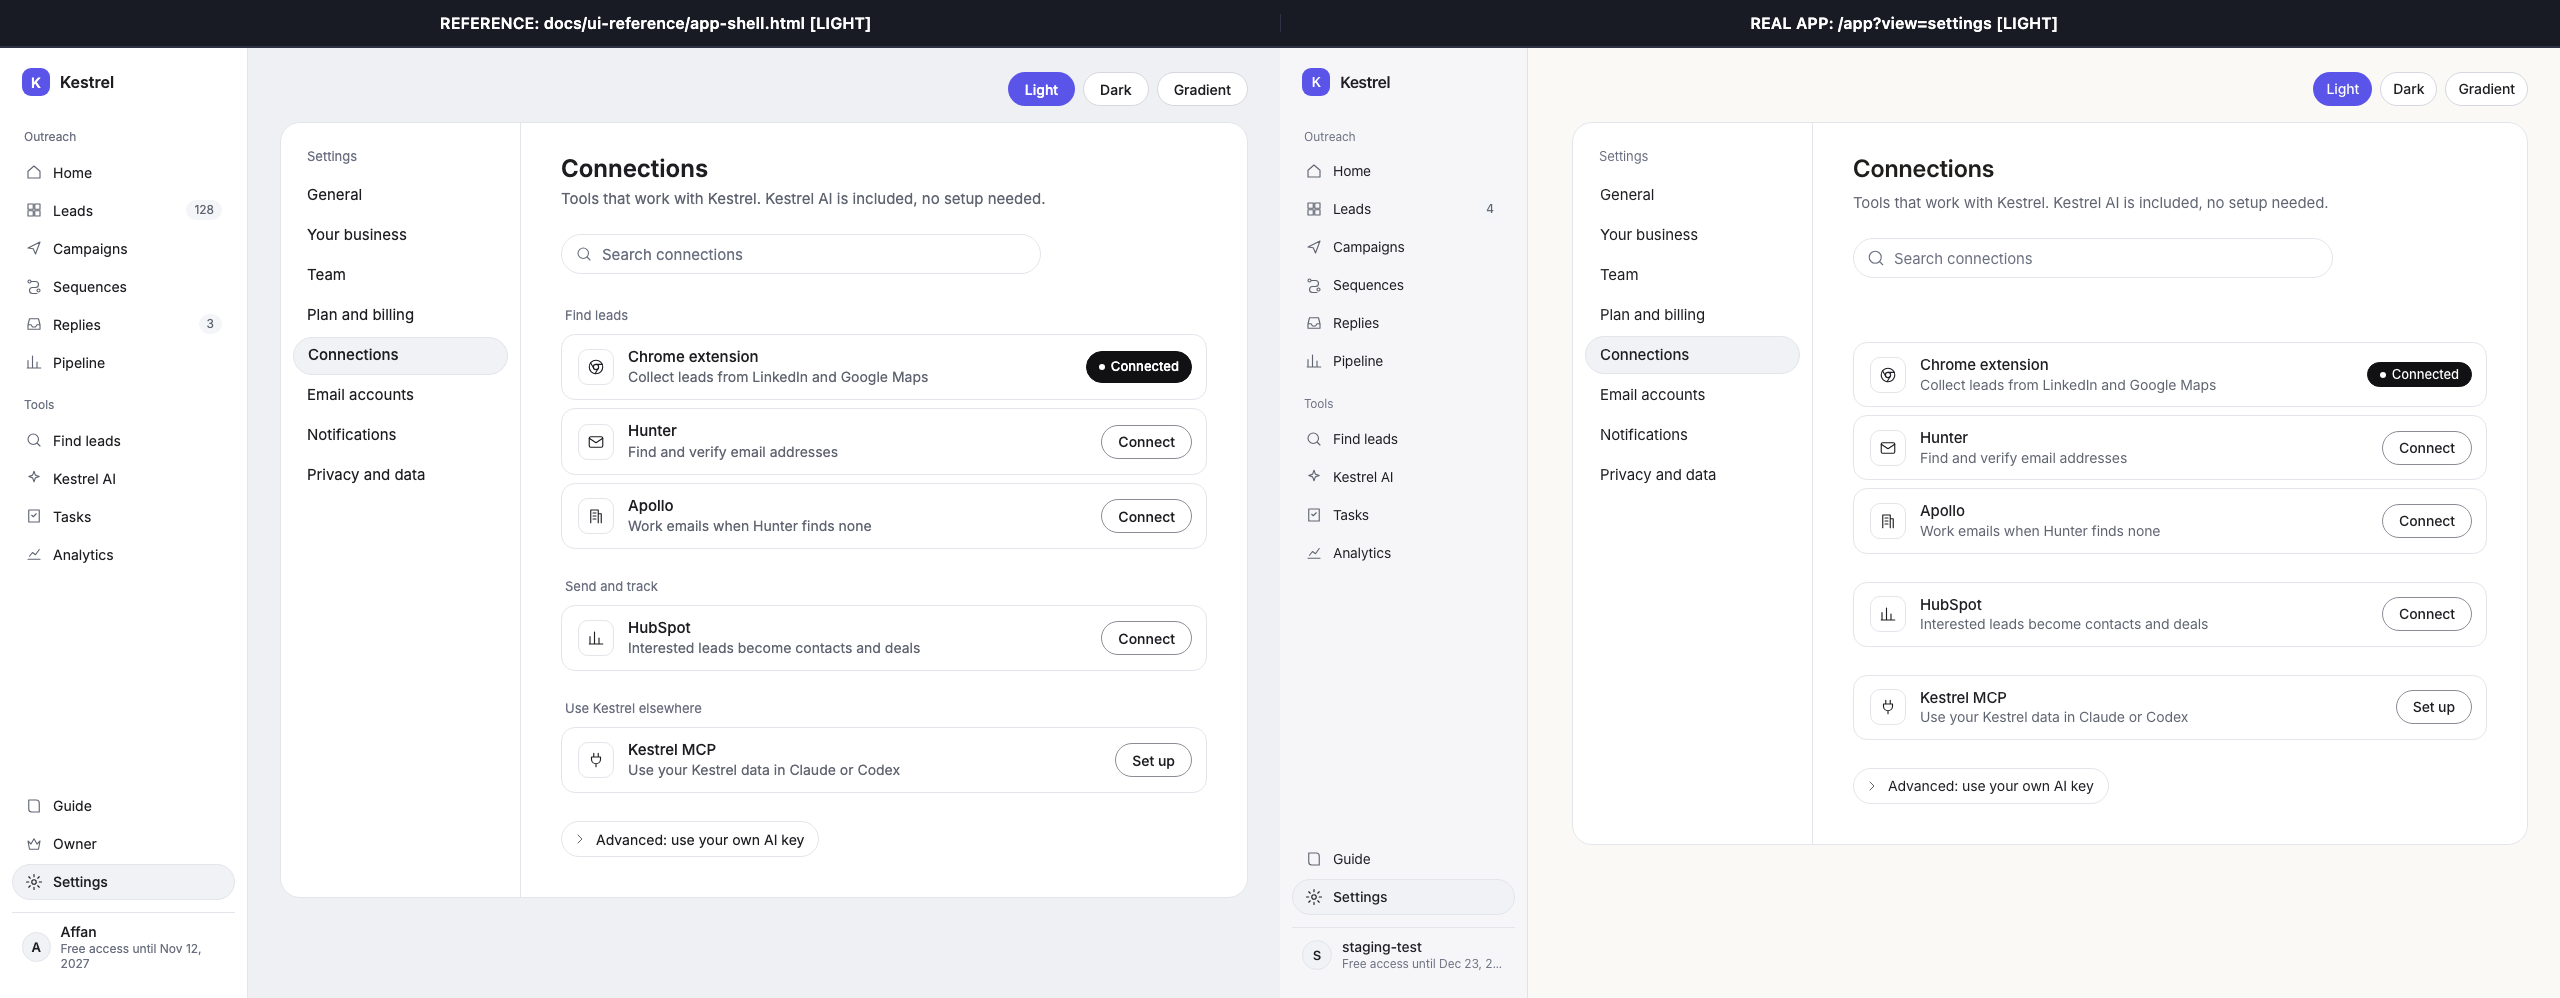 REFERENCE: docs/ui-reference/app-shell.html [LIGHT]
K Kestrel
Outreach
Home
Leads 128
Campaigns
Sequences
Replies 3
Pipeline
Tools
Find leads
Kestrel AI
Tasks
Analytics
Guide
Owner
Settings
A Affan
Free access until Nov 12,
2027
Light Dark Gradient
Settings
General
Your business
Team
Plan and billing
Connections
Email accounts
Notifications
Privacy and data
Connections
Tools that work with Kestrel. Kestrel AI is included, no setup needed.
Search connections
Find leads
Chrome extension
Collect leads from LinkedIn and Google Maps
Connected
Hunter
Find and verify email addresses
Connect
Apollo
Work emails when Hunter finds none
Connect
Send and track
HubSpot
Interested leads become contacts and deals
Connect
Use Kestrel elsewhere
Kestrel MCP
Use your Kestrel data in Claude or Codex
Set up
Advanced: use your own AI key
REAL APP: /app?view=settings [LIGHT]
K Kestrel
Outreach
Home
Leads 4
Campaigns
Sequences
Replies
Pipeline
Tools
Find leads
Kestrel AI
Tasks
Analytics
Guide
Settings
S staging-test
Free access until Dec 23, 2...
Light Dark Gradient
Settings
General
Your business
Team
Plan and billing
Connections
Email accounts
Notifications
Privacy and data
Connections
Tools that work with Kestrel. Kestrel AI is included, no setup needed.
Search connections
Chrome extension
Collect leads from LinkedIn and Google Maps
Connected
Hunter
Find and verify email addresses
Connect
Apollo
Work emails when Hunter finds none
Connect
HubSpot
Interested leads become contacts and deals
Connect
Kestrel MCP
Use your Kestrel data in Claude or Codex
Set up
Advanced: use your own AI key